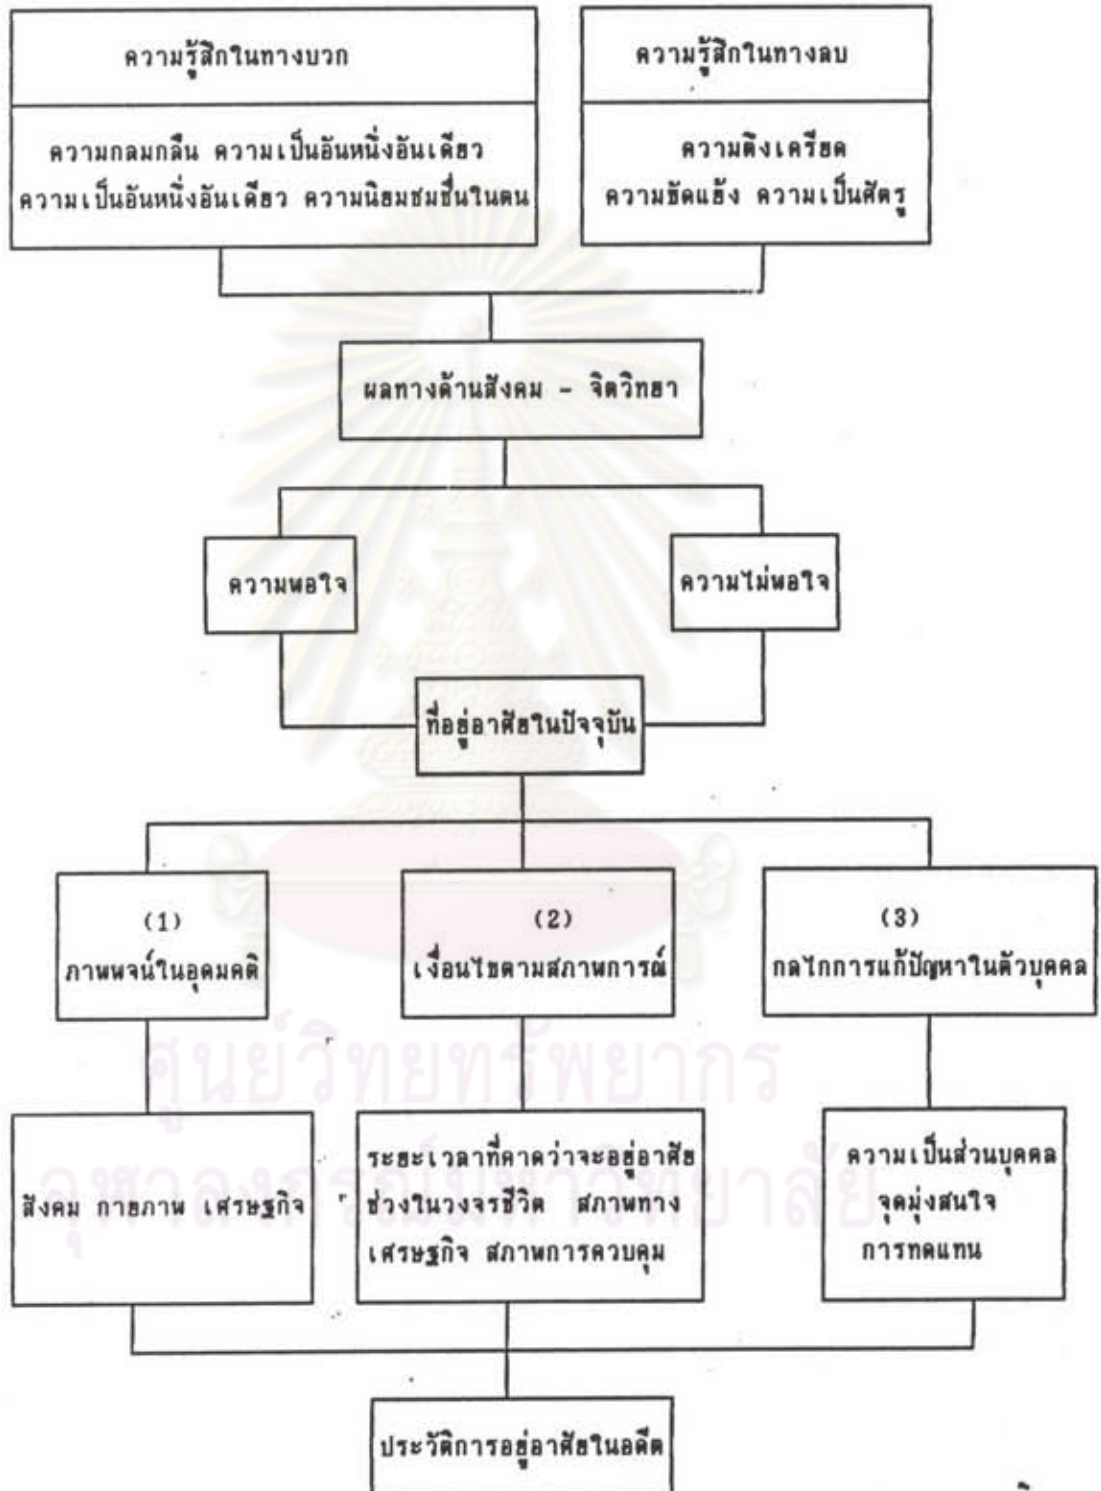 ความรู้สึกในทางบวก
ความรู้สึกในทางลบ
ความกลมกลืน ความเป็นอันหนึ่งอันเดียว
ความเป็นอันหนึ่งอันเดียว ความนิยมชมชื่นในตน
ความตึงเครียด
ความขัดแย้ง ความเป็นศัตรู
ผลทางด้านสังคม - จิตวิทยา
ความพอใจ
ความไม่พอใจ
ที่อยู่อาศัยในปัจจุบัน
(1)
ภาพพจน์ในอุดมคติ
(2)
เงื่อนไขตามสภาพการณ์
(3)
กลไกการแก้ปัญหาในตัวบุคคล
สังคม กายภาพ เศรษฐกิจ
ระยะเวลาที่คาดว่าจะอยู่อาศัย
ช่วงในวงจรชีวิต สภาพทาง
เศรษฐกิจ สภาพการควบคุม
ความเป็นส่วนบุคคล
จุดมุ่งสนใจ
การทดแทน
ประวัติการอยู่อาศัยในอดีต
ศูนย์วิทยทรัพยากร
จุฬาลงกรณ์มหาวิทยาลัย